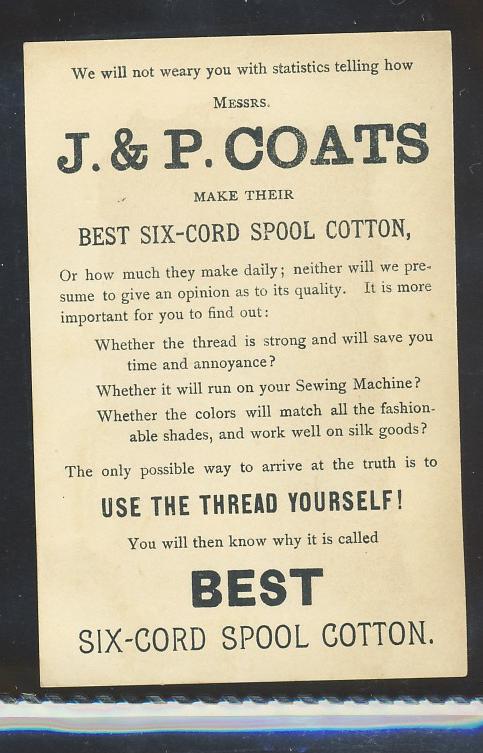 We will not weary you with statistics telling how
MESSRS.
J. & P. COATS
MAKE THEIR
BEST SIX-CORD SPOOL COTTON,
Or how much they make daily; neither will we pre-
sume to give an opinion as to its quality. It is more
important for you to find out:
Whether the thread is strong and will save you
time and annoyance?
Whether it will run on your Sewing Machine?
Whether the colors will match all the fashion-
able shades, and work well on silk goods?
The only possible way to arrive at the truth is to
USE THE THREAD YOURSELF!
You will then know why it is called
BEST
SIX-CORD SPOOL COTTON.